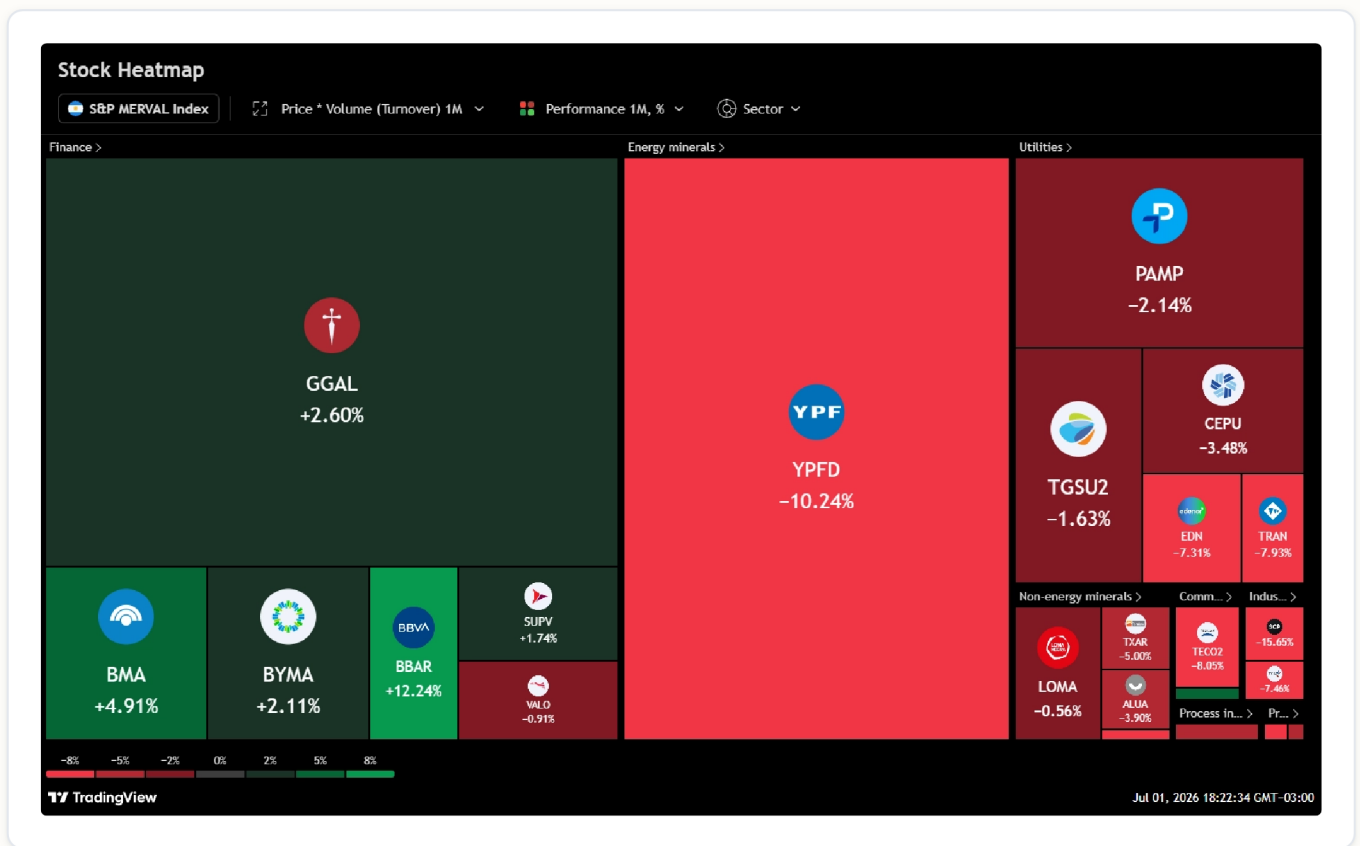 Stock Heatmap
S&P MERVAL Index
Price * Volume (Turnover) 1M
Performance 1M, %
Sector
Finance >
GGAL
+2.60%
BMA
+4.91%
BYMA
+2.11%
BBVA
BBAR
+12.24%
SUPV
+1.74%
VALO
−0.91%
Energy minerals >
YPF
YPFD
−10.24%
Utilities >
PAMP
−2.14%
TGSU2
−1.63%
CEPU
−3.48%
edenor
EDN
−7.31%
TRAN
−7.93%
Non-energy minerals >
LOMA
−0.56%
TXAR
−5.00%
ALUA
−3.90%
Comm... >
TECO2
−8.05%
Indus... >
SCP
−15.65%
−7.46%
Process in... >
Pr... >
−8% −5% −2% 0% 2% 5% 8%
TradingView
Jul 01, 2026 18:22:34 GMT−03:00